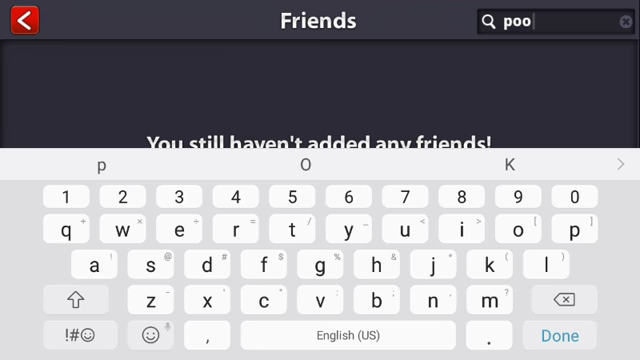 Friends
poo
You still haven't added any friends!
p O K
1 2 3 4 5 6 7 8 9 0
q + w × e ÷ r = t / y _ u < i > o [ p ]
a ! s @ d # f $ g % h & j * k ( l )
z - x ' c " v : b ; n , m ?
!#☺ , English (US) . Done